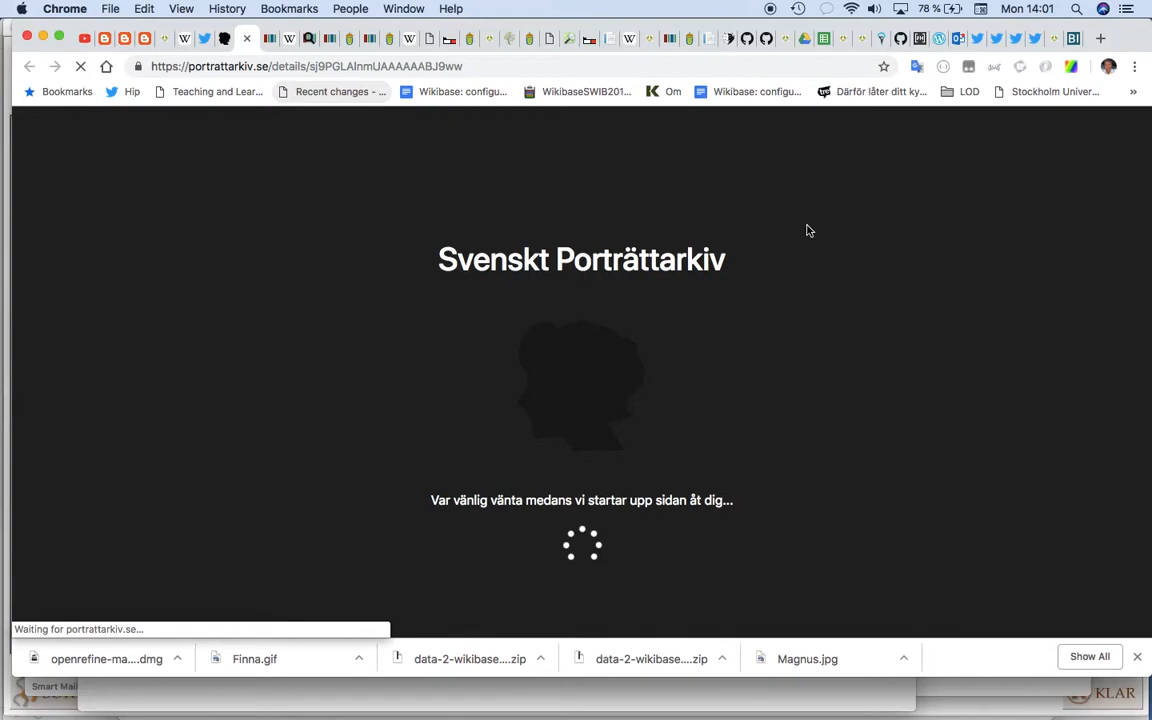 Chrome File Edit View History Bookmarks People Window Help 78 % Mon 14:01
https://portrattarkiv.se/details/sj9PGLAlnmUAAAAAABJ9ww
Bookmarks Hip Teaching and Lear... Recent changes - ... Wikibase: configu... WikibaseSWIB201... Om Wikibase: configu... Därför låter ditt ky... LOD Stockholm Univer... »
Svenskt Porträttarkiv
Var vänlig vänta medans vi startar upp sidan åt dig...
Waiting for portrattarkiv.se...
openrefine-ma....dmg Finna.gif data-2-wikibase....zip data-2-wikibase....zip Magnus.jpg Show All
Smart Mai
KLAR